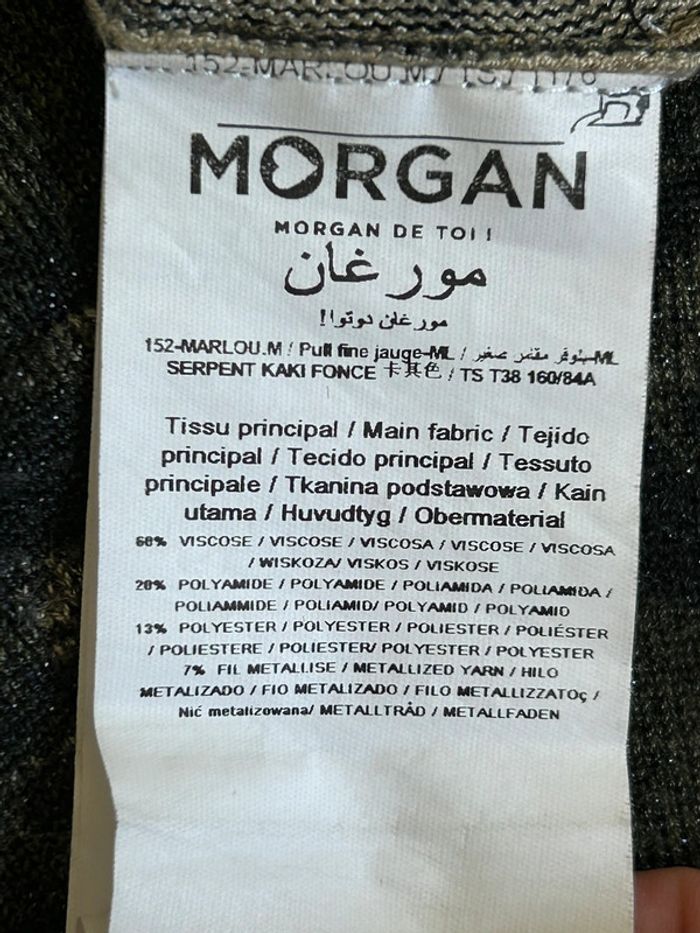 MORGAN
MORGAN DE TOI !
مورغان
مورغان دوتوا!
152-MARLOU.M / Pull fine jauge-ML / بلوفر مقمر صغير-ML
SERPENT KAKI FONCE 卡其色 / TS T38 160/84A
Tissu principal / Main fabric / Tejido
principal / Tecido principal / Tessuto
principale / Tkanina podstawowa / Kain
utama / Huvudtyg / Obermaterial
60% VISCOSE / VISCOSE / VISCOSA / VISCOSE / VISCOSA
/ WISKOZA/ VISKOS / VISKOSE
20% POLYAMIDE / POLYAMIDE / POLIAMIDA / POLIAMIDA /
POLIAMMIDE / POLIAMID/ POLYAMID / POLYAMID
13% POLYESTER / POLYESTER / POLIESTER / POLIÉSTER
/ POLIESTERE / POLIESTER/ POLYESTER / POLYESTER
7% FIL METALLISE / METALLIZED YARN / HILO
METALIZADO / FIO METALIZADO / FILO METALLIZZATOç /
Nić metalizowana/ METALLTRÅD / METALLFADEN